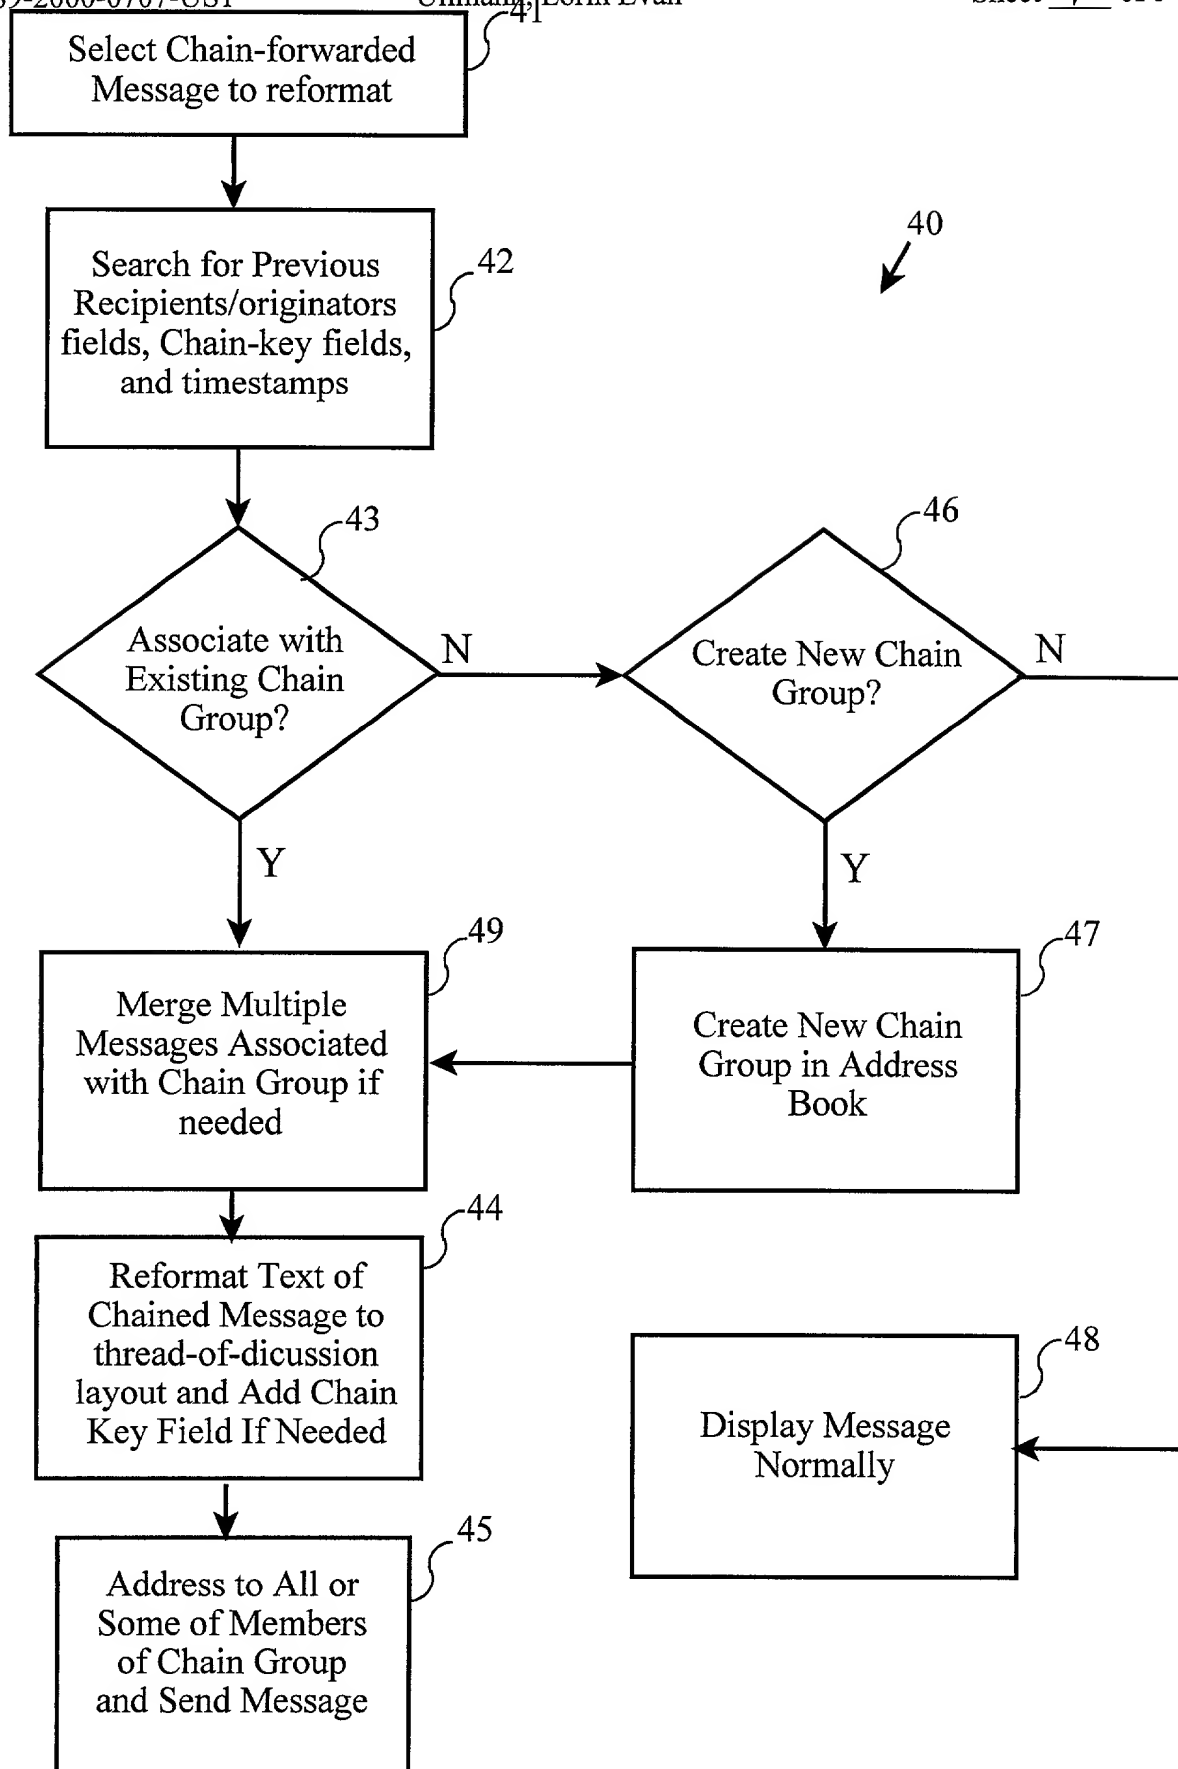 41
Select Chain-forwarded
Message to reformat
40
42
Search for Previous
Recipients/originators
fields, Chain-key fields,
and timestamps
43
46
Associate with
Existing Chain
Group?
N
Create New Chain
Group?
N
Y
Y
49
47
Merge Multiple
Messages Associated
with Chain Group if
needed
Create New Chain
Group in Address
Book
44
Reformat Text of
Chained Message to
thread-of-dicussion
layout and Add Chain
Key Field If Needed
48
Display Message
Normally
45
Address to All or
Some of Members
of Chain Group
and Send Message